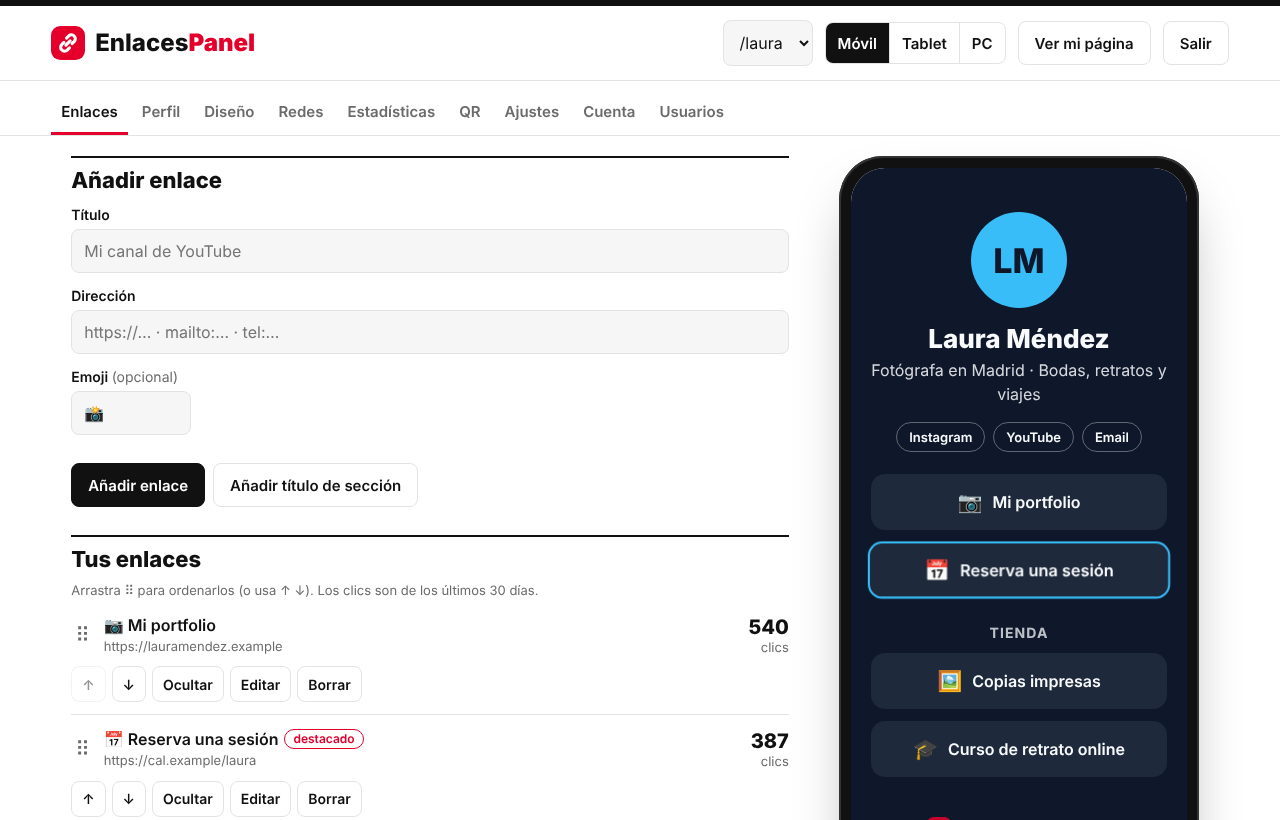 EnlacesPanel
/laura
Móvil Tablet PC
Ver mi página
Salir
Enlaces Perfil Diseño Redes Estadísticas QR Ajustes Cuenta Usuarios
Añadir enlace
Título
Mi canal de YouTube
Dirección
https://... · mailto:... · tel:...
Emoji (opcional)
📸
Añadir enlace Añadir título de sección
Tus enlaces
Arrastra ⠿ para ordenarlos (o usa ↑ ↓). Los clics son de los últimos 30 días.
📷 Mi portfolio
https://lauramendez.example
540
clics
↑ ↓ Ocultar Editar Borrar
📅 Reserva una sesión destacado
https://cal.example/laura
387
clics
↑ ↓ Ocultar Editar Borrar
LM
Laura Méndez
Fotógrafa en Madrid · Bodas, retratos y
viajes
Instagram YouTube Email
📷 Mi portfolio
📅 Reserva una sesión
TIENDA
🖼️ Copias impresas
🎓 Curso de retrato online